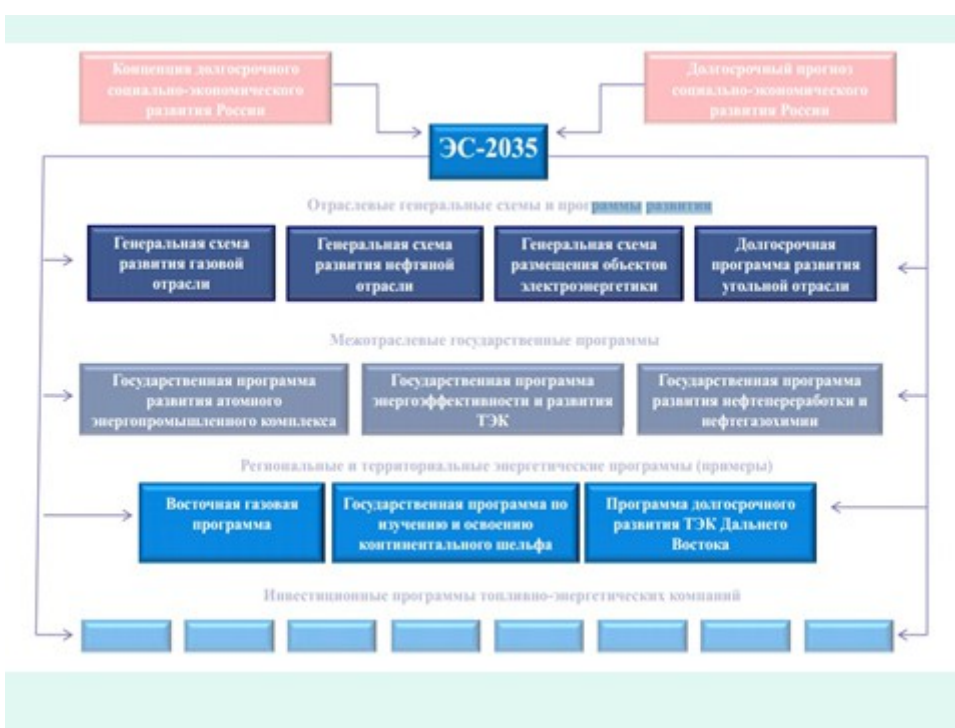 Концепция долгосрочного
социально-экономического
развития России
Долгосрочный прогноз
социально-экономического
развития России
ЭС-2035
Отраслевые генеральные схемы и программы развития
Генеральная схема
развития газовой
отрасли
Генеральная схема
развития нефтяной
отрасли
Генеральная схема
размещения объектов
электроэнергетики
Долгосрочная
программа развития
угольной отрасли
Межотраслевые государственные программы
Государственная программа
развития атомного
энергопромышленного комплекса
Государственная программа
энергоэффективности и развития
ТЭК
Государственная программа
развития нефтепереработки и
нефтегазохимии
Региональные и территориальные энергетические программы (примеры)
Восточная газовая
программа
Государственная программа по
изучению и освоению
континентального шельфа
Программа долгосрочного
развития ТЭК Дальнего
Востока
Инвестиционные программы топливно-энергетических компаний